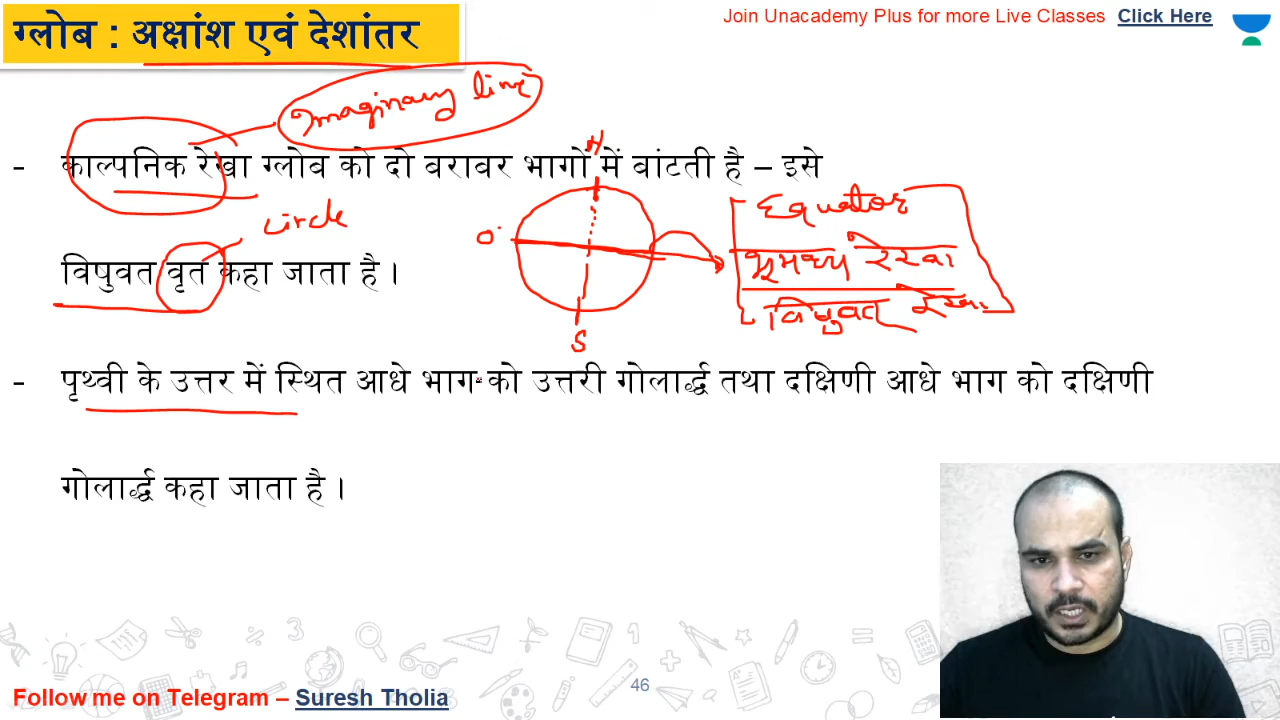 ग्लोब : अक्षांश एवं देशांतर
Join Unacademy Plus for more Live Classes Click Here
Imaginary line
- काल्पनिक रेखा ग्लोब को दो बराबर भागों में बांटती है – इसे
N
circle
Equator
0°
विषुवत वृत कहा जाता है ।
भूमध्य रेखा
विषुवत् रेखा
S
- पृथ्वी के उत्तर में स्थित आधे भाग को उत्तरी गोलार्द्ध तथा दक्षिणी आधे भाग को दक्षिणी
गोलार्द्ध कहा जाता है ।
46
Follow me on Telegram – Suresh Tholia